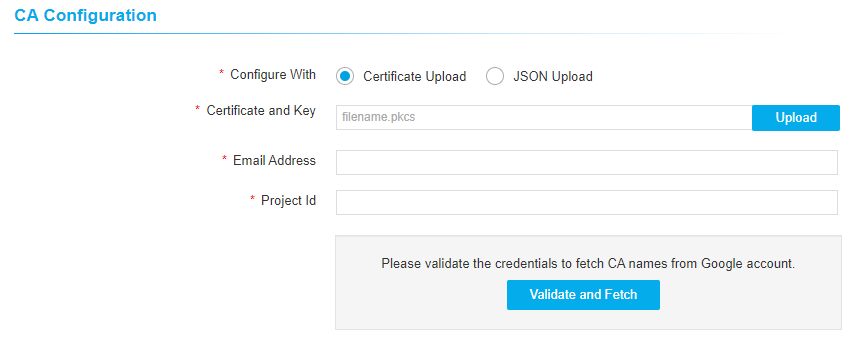 CA Configuration
* Configure With Certificate Upload JSON Upload
* Certificate and Key filename.pkcs Upload
* Email Address
* Project Id
Please validate the credentials to fetch CA names from Google account.
Validate and Fetch